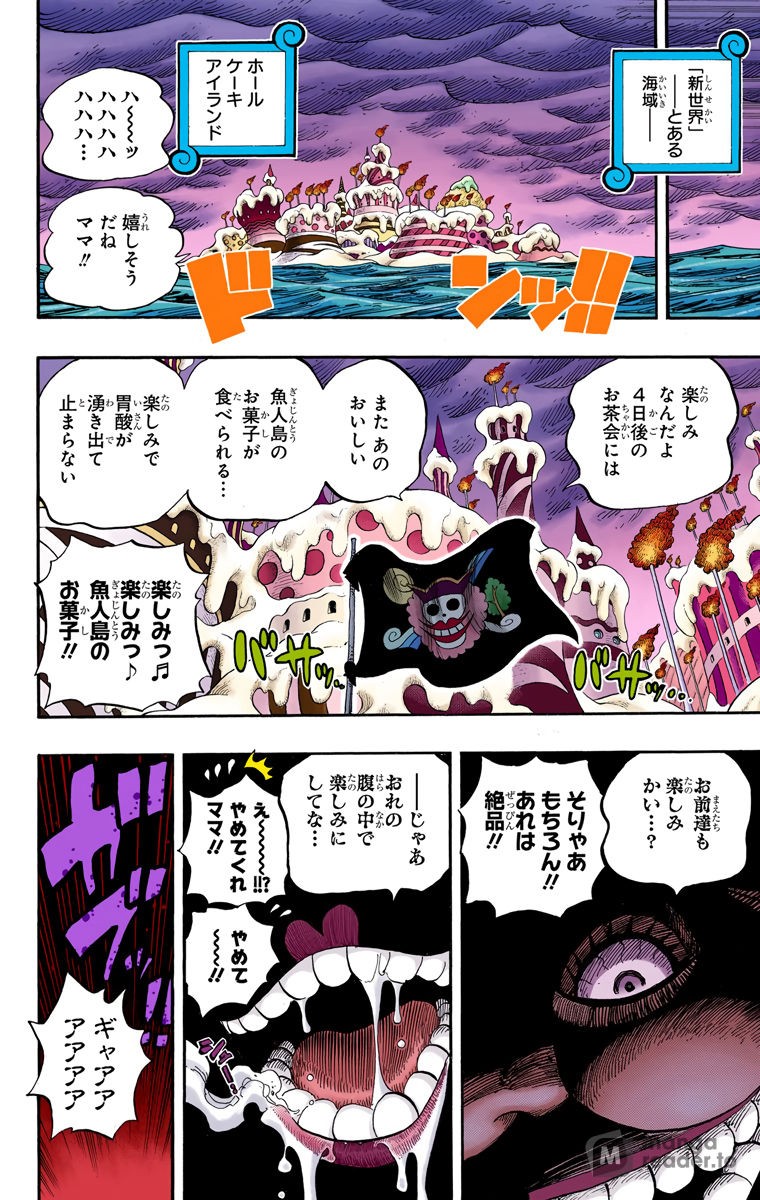 「新世界」
――とある
海域――
ホール
ケーキ
アイランド
ハ〜〜〜ッ
ハハハハ
ハハハ…
嬉しそう
だね
ママ!!
ドンッ!!
楽しみ
なんだよ
4日後の
お茶会には
また あの
おいしい
魚人島の
お菓子が
食べられる…
楽しみで
胃酸が
湧き出て
止まらない
楽しみっ♬
楽しみっ♪
魚人島の
お菓子!!
バサッ…
バサッ…
お前達も
楽しみ
かい…?
そりゃあ
もちろん!!
あれは
絶品!!
――じゃあ
おれの
腹の中で
楽しみに
してな…
え〜〜〜〜!!?
やめてくれ
ママ!!
やめて
〜〜!!
ガブッ
ギャアア
アアアア
manga
reader.to